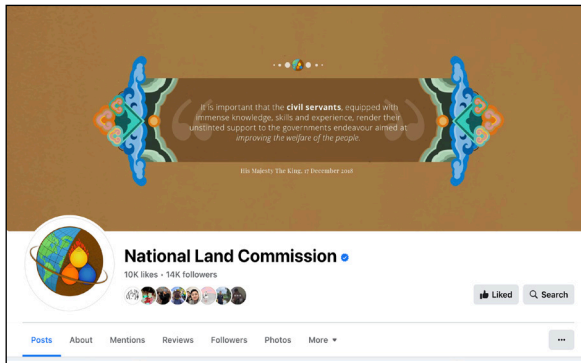 It is important that the civil servants, equipped with
immense knowledge, skills and experience, render their
unstinted support to the governments endeavour aimed at
improving the welfare of the people.
His Majesty The King, 17 December 2018
National Land Commission
10K likes • 14K followers
Liked
Search
Posts
About
Mentions
Reviews
Followers
Photos
More